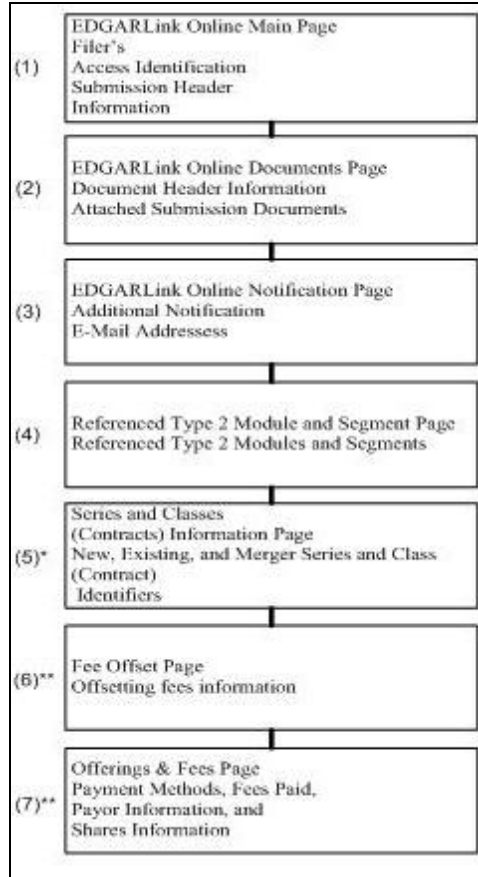 EDGARLink Online Main Page
Filer's
(1)
Access Identification
Submission Header
Information
EDGARLink Online Documents Page
(2)
Document Header Information
Attached Submission Documents
EDGARLink Online Notification Page
(3)
Additional Notification
E-Mail Addressess
(4)
Referenced Type 2 Module and Segment Page
Referenced Type 2 Modules and Segments
Series and Classes
(Contracts) Information Page
(5)*
New, Existing, and Merger Series and Class
(Contract)
Identifiers
Fee Offset Page
(6)**
Offsetting fees information
Offerings & Fees Page
Payment Methods, Fees Paid,
(7)**
Payor Information, and
Shares Information